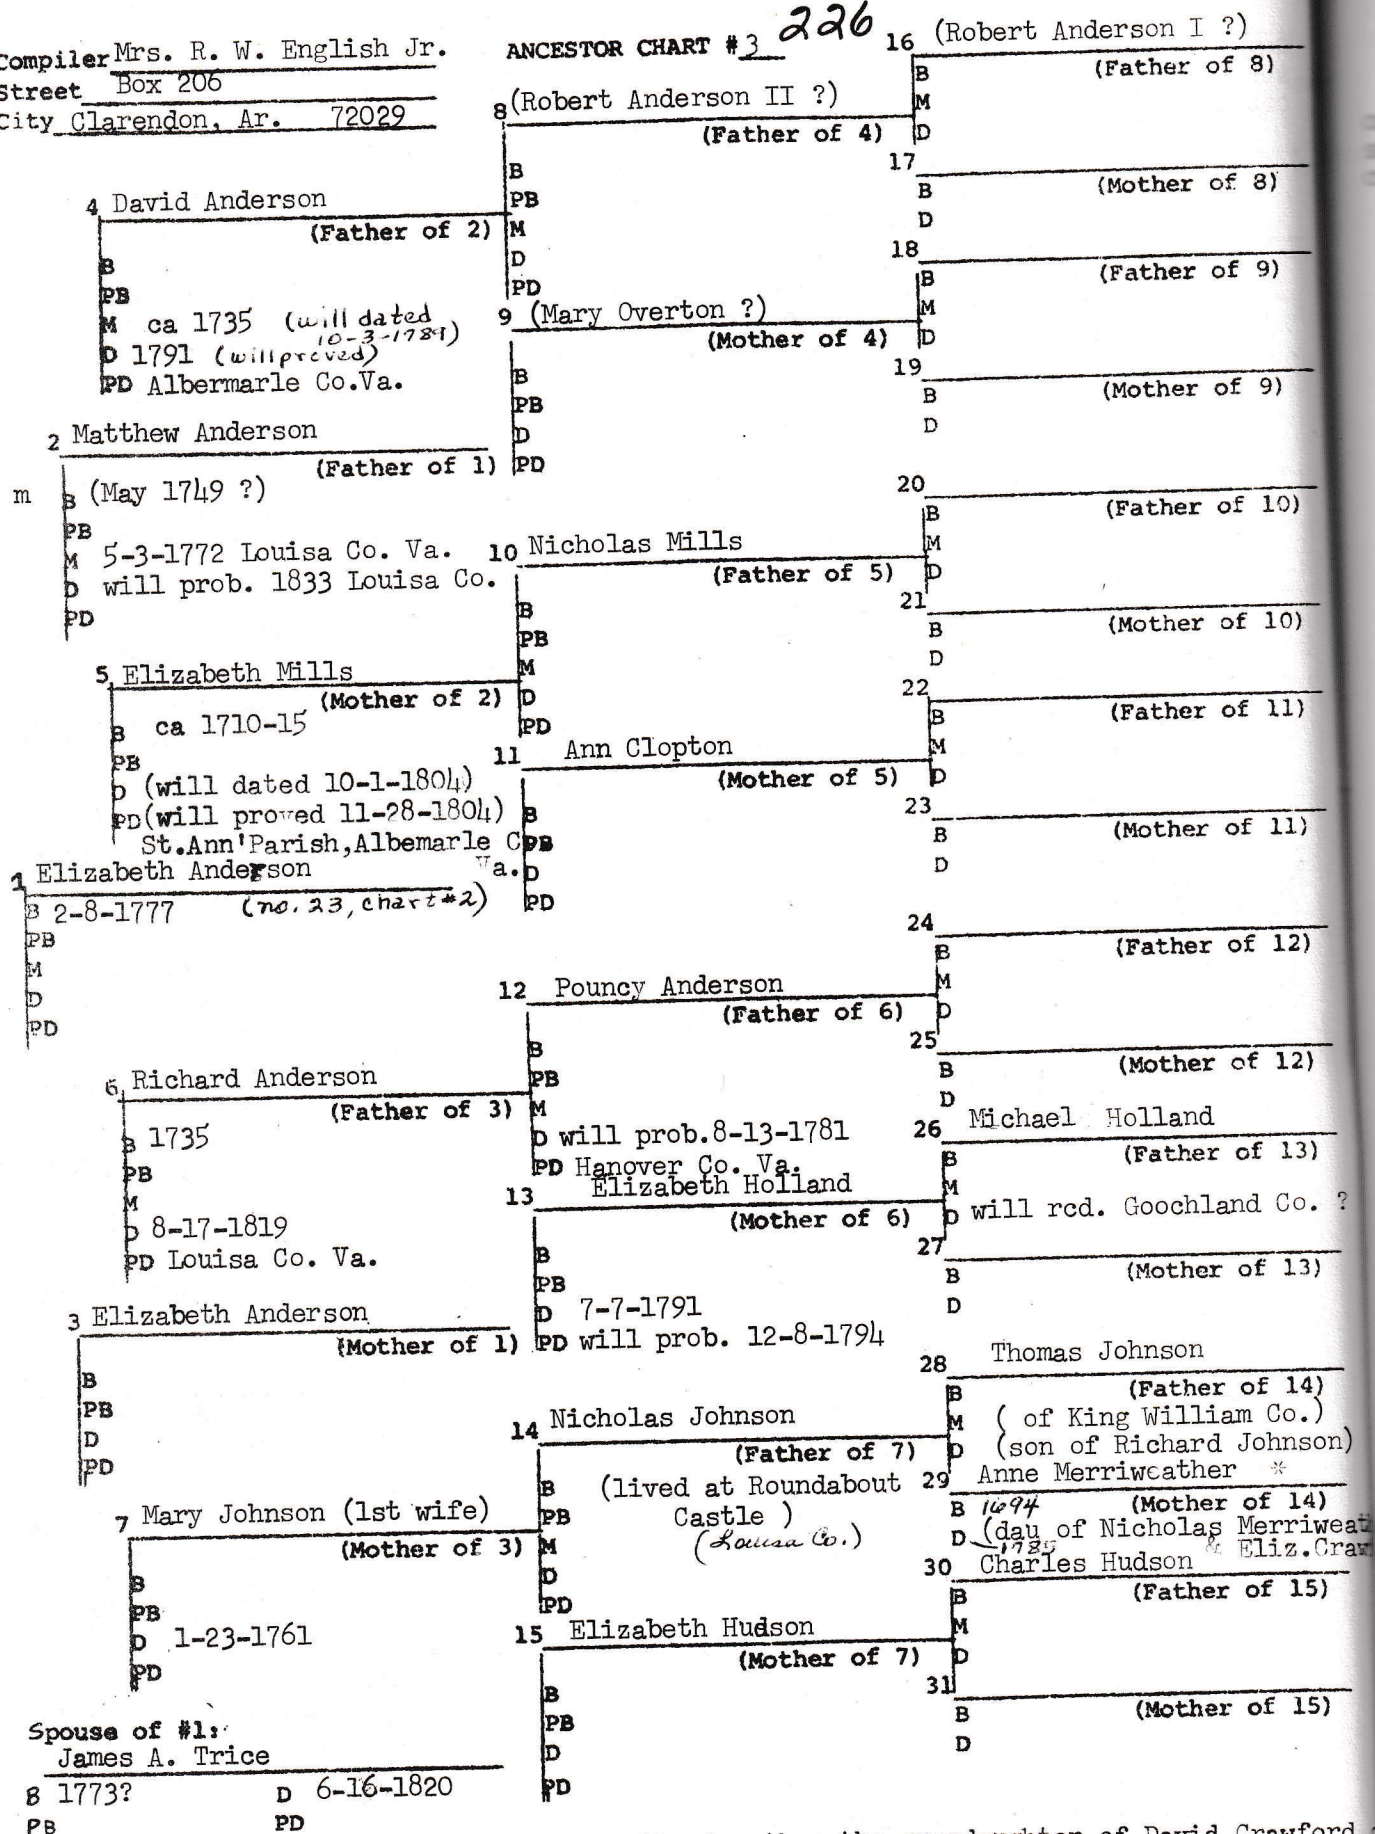 Compiler Mrs. R. W. English Jr.
Street Box 206
City Clarendon, Ar. 72029
ANCESTOR CHART #3
226
16 (Robert Anderson I ?)
(Father of 8)
B
M
D
8 (Robert Anderson II ?)
(Father of 4)
B
PB
M
D
PD
17
(Mother of 8)
B
D
4 David Anderson
(Father of 2)
B
PB
M ca 1735 (will dated 10-3-1789)
D 1791 (will proved)
PD Albermarle Co.Va.
18
(Father of 9)
B
M
D
9 (Mary Overton ?)
(Mother of 4)
B
PB
D
PD
19
(Mother of 9)
B
D
2 Matthew Anderson
(Father of 1)
m B (May 1749 ?)
PB
M 5-3-1772 Louisa Co. Va.
D will prob. 1833 Louisa Co.
PD
20
(Father of 10)
B
M
D
10 Nicholas Mills
(Father of 5)
B
PB
M
D
PD
21
(Mother of 10)
B
D
5 Elizabeth Mills
(Mother of 2)
B ca 1710-15
PB
D (will dated 10-1-1804)
PD (will proved 11-28-1804)
St.Ann'Parish,Albemarle C
Va.
22
(Father of 11)
B
M
D
11 Ann Clopton
(Mother of 5)
B
PB
D
PD
23
(Mother of 11)
B
D
1 Elizabeth Anderson
B 2-8-1777 (no. 23, chart #2)
PB
M
D
PD
24
(Father of 12)
B
M
D
12 Pouncy Anderson
(Father of 6)
B
PB
M
D will prob.8-13-1781
PD Hanover Co. Va.
25
(Mother of 12)
B
D
6 Richard Anderson
(Father of 3)
B 1735
PB
M
D 8-17-1819
PD Louisa Co. Va.
26 Michael Holland
(Father of 13)
B
M
D will rcd. Goochland Co. ?
13 Elizabeth Holland
(Mother of 6)
B
PB
D 7-7-1791
PD will prob. 12-8-1794
27
(Mother of 13)
B
D
3 Elizabeth Anderson
(Mother of 1)
B
PB
D
PD
28 Thomas Johnson
(Father of 14)
B
M ( of King William Co.)
D (son of Richard Johnson)
14 Nicholas Johnson
(Father of 7)
B (lived at Roundabout
PB Castle )
M (Louisa Co.)
D
PD
29 Anne Merriweather *
(Mother of 14)
B 1694
D (dau of Nicholas Merriweat
& Eliz.Craw
7 Mary Johnson (1st wife)
(Mother of 3)
B
PB
D 1-23-1761
PD
30 Charles Hudson
(Father of 15)
B
M
D
15 Elizabeth Hudson
(Mother of 7)
B
PB
D
PD
31
(Mother of 15)
B
D
Spouse of #1:
James A. Trice
B 1773? D 6-16-1820
PB PD
of David Crawford